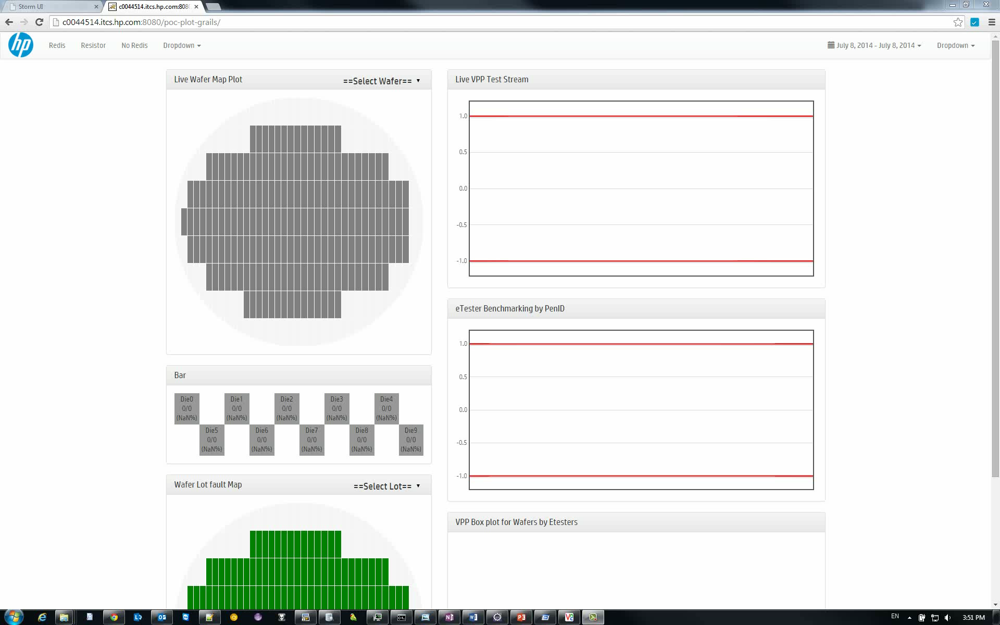 Storm UI
c0044514.itcs.hp.com:8080
c0044514.itcs.hp.com:8080/poc-plot-grails/
hp
Redis
Resistor
No Redis
Dropdown
July 8, 2014 - July 8, 2014
Dropdown
Live Wafer Map Plot
==Select Wafer==
Live VPP Test Stream
1.0
0.5
0.0
-0.5
-1.0
eTester Benchmarking by PenID
1.0
0.5
0.0
-0.5
-1.0
Bar
Die0
0/0
(NaN%)
Die1
0/0
(NaN%)
Die2
0/0
(NaN%)
Die3
0/0
(NaN%)
Die4
0/0
(NaN%)
Die5
0/0
(NaN%)
Die6
0/0
(NaN%)
Die7
0/0
(NaN%)
Die8
0/0
(NaN%)
Die9
0/0
(NaN%)
Wafer Lot fault Map
==Select Lot==
VPP Box plot for Wafers by Etesters
EN
3:51 PM